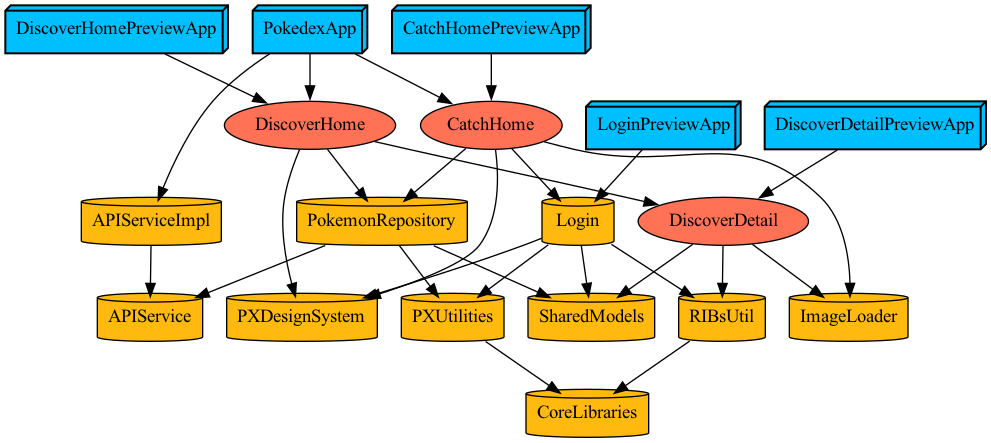 DiscoverHomePreviewApp
PokedexApp
CatchHomePreviewApp
DiscoverHome
CatchHome
LoginPreviewApp
DiscoverDetailPreviewApp
APIServiceImpl
PokemonRepository
Login
DiscoverDetail
APIService
PXDesignSystem
PXUtilities
SharedModels
RIBsUtil
ImageLoader
CoreLibraries